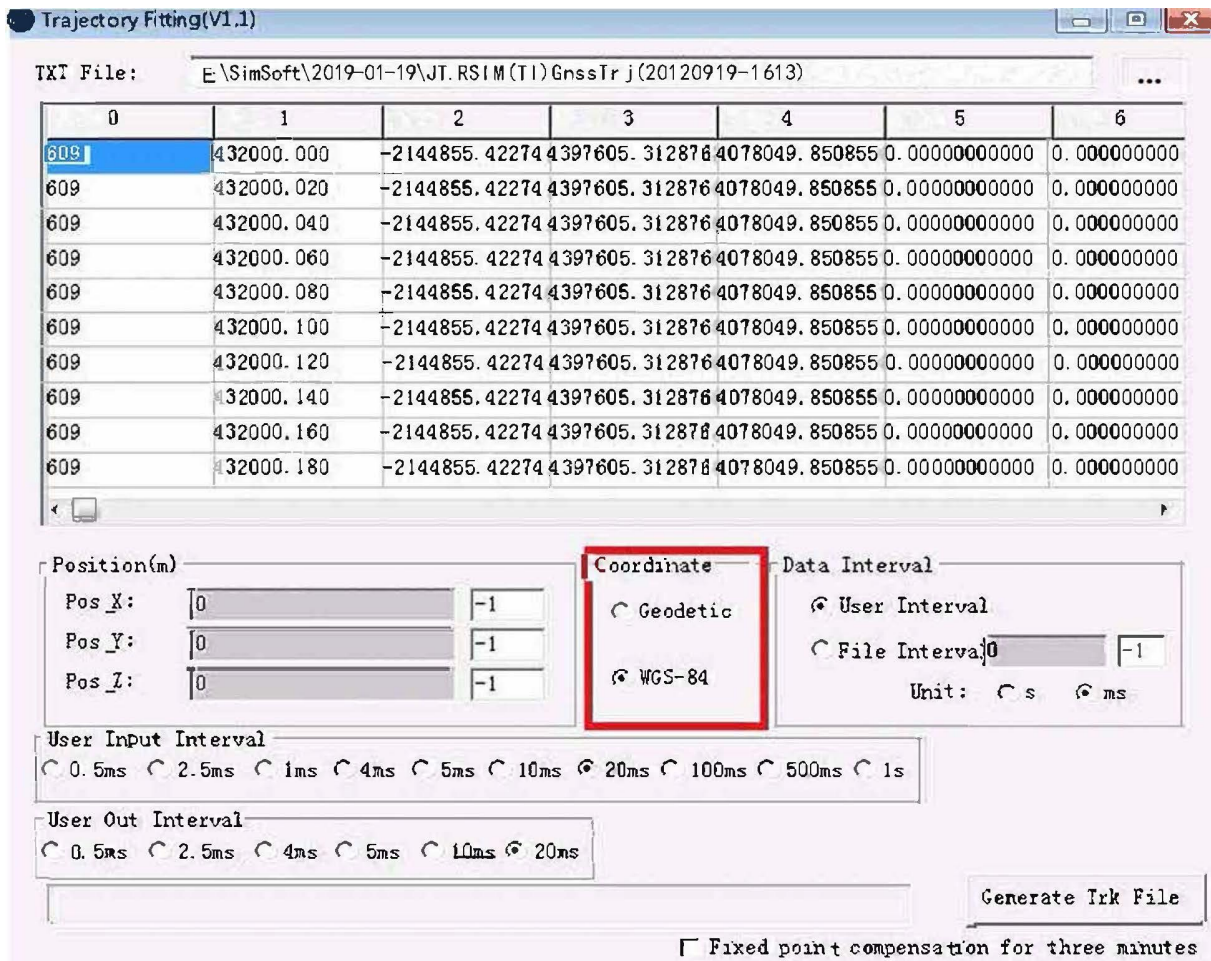 Trajectory Fitting(V1.1)
TXT File: E:\SimSoft\2019-01-19\JT.RSIM(TI)GnssTrj(20120919-1613) ...
0 1 2 3 4 5 6
609 432000.000 -2144855.42274 4397605.312876 4078049.850855 0.00000000000 0.000000000
609 432000.020 -2144855.42274 4397605.312876 4078049.850855 0.00000000000 0.000000000
609 432000.040 -2144855.42274 4397605.312876 4078049.850855 0.00000000000 0.000000000
609 432000.060 -2144855.42274 4397605.312876 4078049.850855 0.00000000000 0.000000000
609 432000.080 -2144855.42274 4397605.312876 4078049.850855 0.00000000000 0.000000000
609 432000.100 -2144855.42274 4397605.312876 4078049.850855 0.00000000000 0.000000000
609 432000.120 -2144855.42274 4397605.312876 4078049.850855 0.00000000000 0.000000000
609 432000.140 -2144855.42274 4397605.312876 4078049.850855 0.00000000000 0.000000000
609 432000.160 -2144855.42274 4397605.312876 4078049.850855 0.00000000000 0.000000000
609 432000.180 -2144855.42274 4397605.312876 4078049.850855 0.00000000000 0.000000000
Position(m)
Pos_X: 0 -1
Pos_Y: 0 -1
Pos_Z: 0 -1
Coordinate
Geodetic
WGS-84
Data Interval
User Interval
File Interval 0 -1
Unit: s ms
User Input Interval
0.5ms 2.5ms 1ms 4ms 5ms 10ms 20ms 100ms 500ms 1s
User Out Interval
0.5ms 2.5ms 4ms 5ms 10ms 20ms
Generate Trk File
Fixed point compensation for three minutes